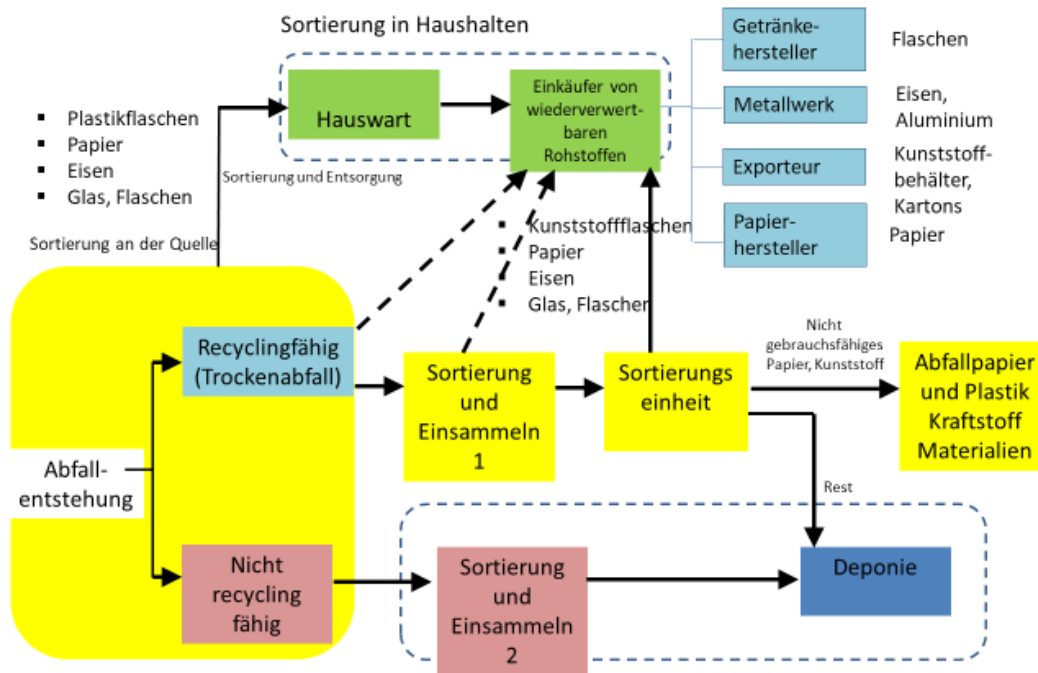 Sortierung in Haushalten
Getränke-
hersteller
Flaschen
Hauswart
Einkäufer von
wiederverwert-
baren
Rohstoffen
Metallwerk
Eisen,
Aluminium
Exporteur
Kunststoff-
behälter,
Kartons
Papier-
hersteller
Papier
▪ Plastikflaschen
▪ Papier
▪ Eisen
▪ Glas, Flaschen
Sortierung und Entsorgung
Sortierung an der Quelle
▪ Kunststoffflaschen
▪ Papier
▪ Eisen
▪ Glas, Flaschen
Recyclingfähig
(Trockenabfall)
Sortierung
und
Einsammeln
1
Sortierungs
einheit
Nicht
gebrauchsfähiges
Papier, Kunststoff
Abfallpapier
und Plastik
Kraftstoff
Materialien
Abfall-
entstehung
Rest
Nicht
recycling
fähig
Sortierung
und
Einsammeln
2
Deponie